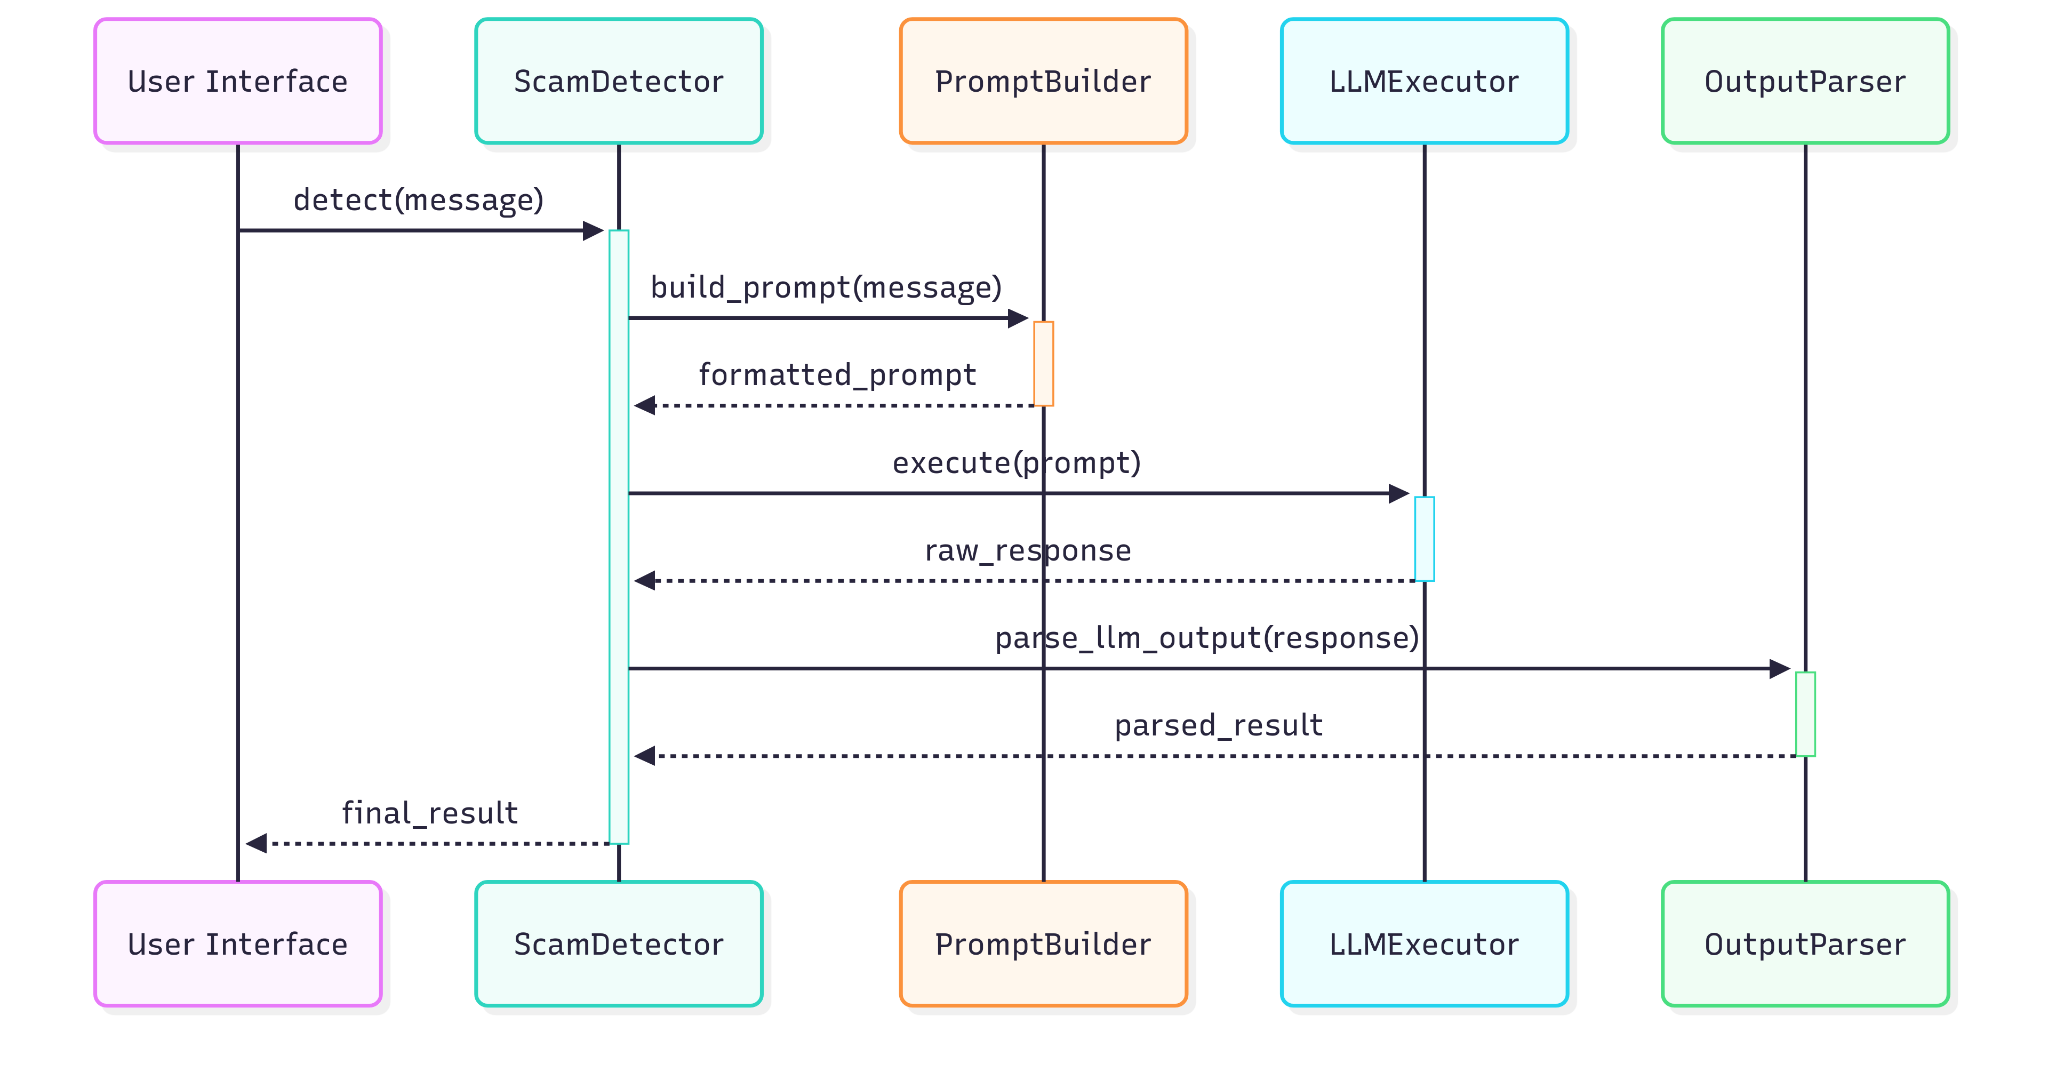 User Interface
ScamDetector
PromptBuilder
LLMExecutor
OutputParser
detect(message)
build_prompt(message)
formatted_prompt
execute(prompt)
raw_response
parse_llm_output(response)
parsed_result
final_result
User Interface
ScamDetector
PromptBuilder
LLMExecutor
OutputParser